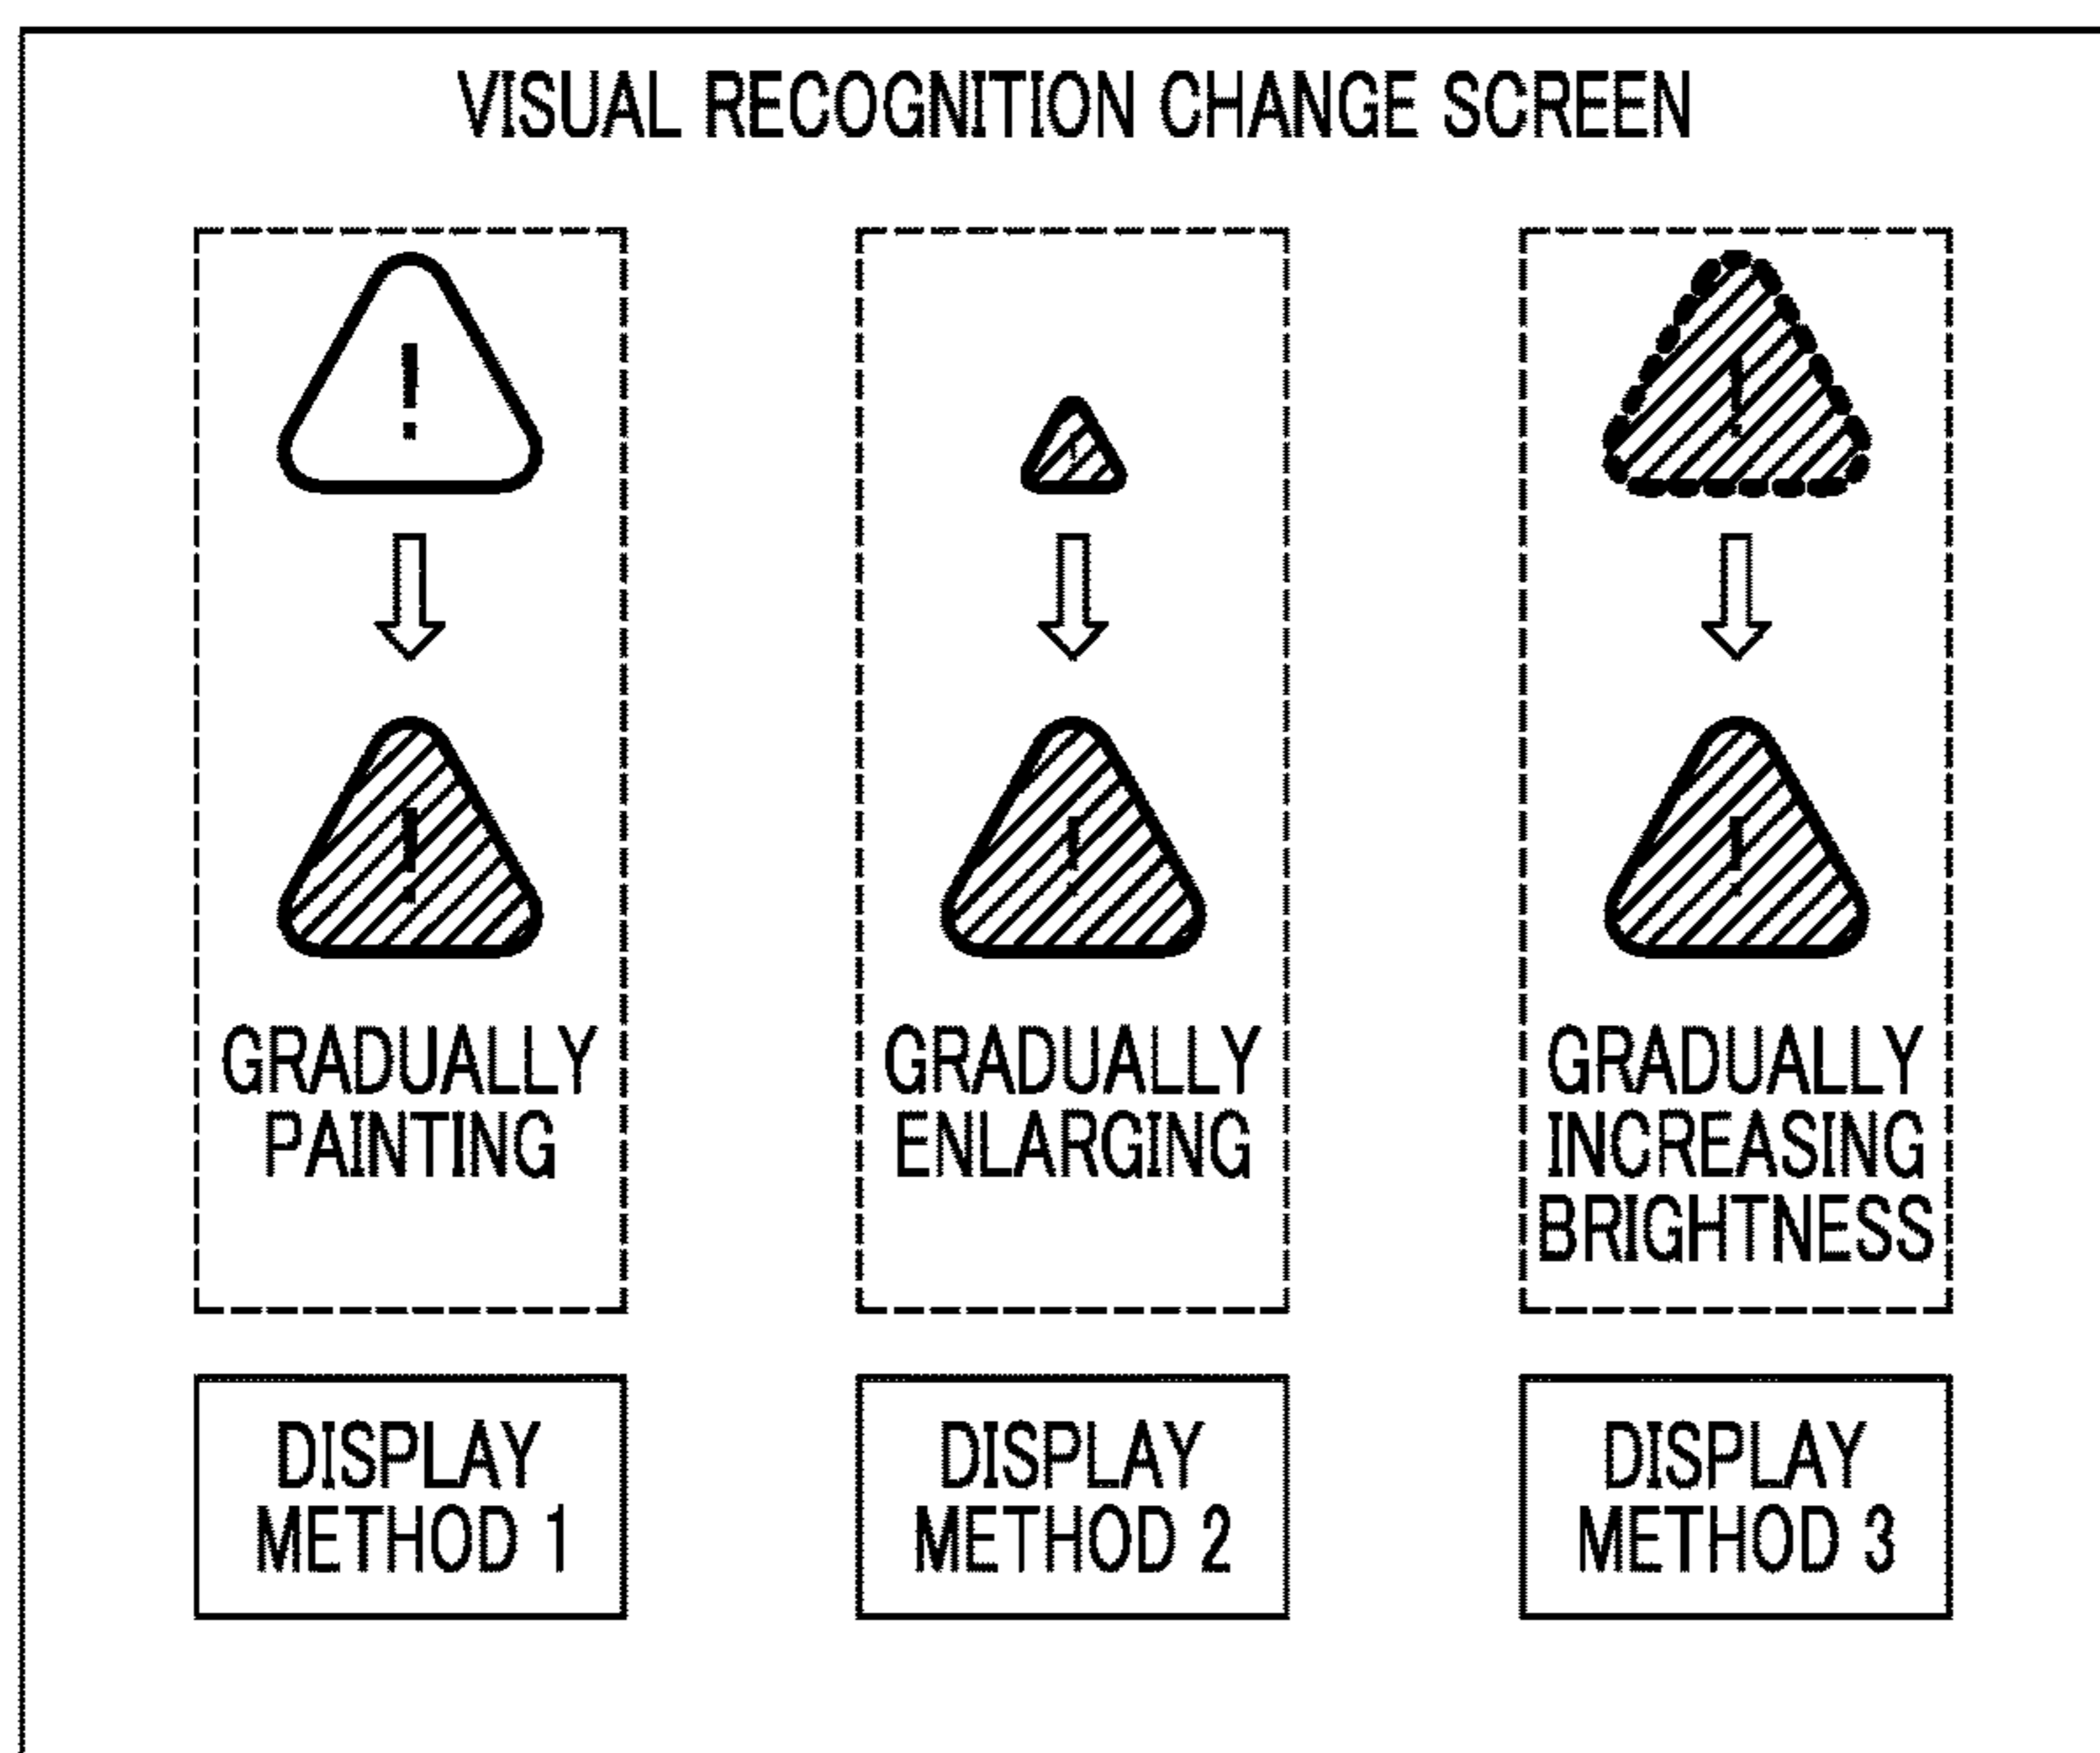 VISUAL RECOGNITION CHANGE SCREEN
!
!
GRADUALLY
PAINTING
!
!
GRADUALLY
ENLARGING
!
!
GRADUALLY
INCREASING
BRIGHTNESS
DISPLAY
METHOD 1
DISPLAY
METHOD 2
DISPLAY
METHOD 3